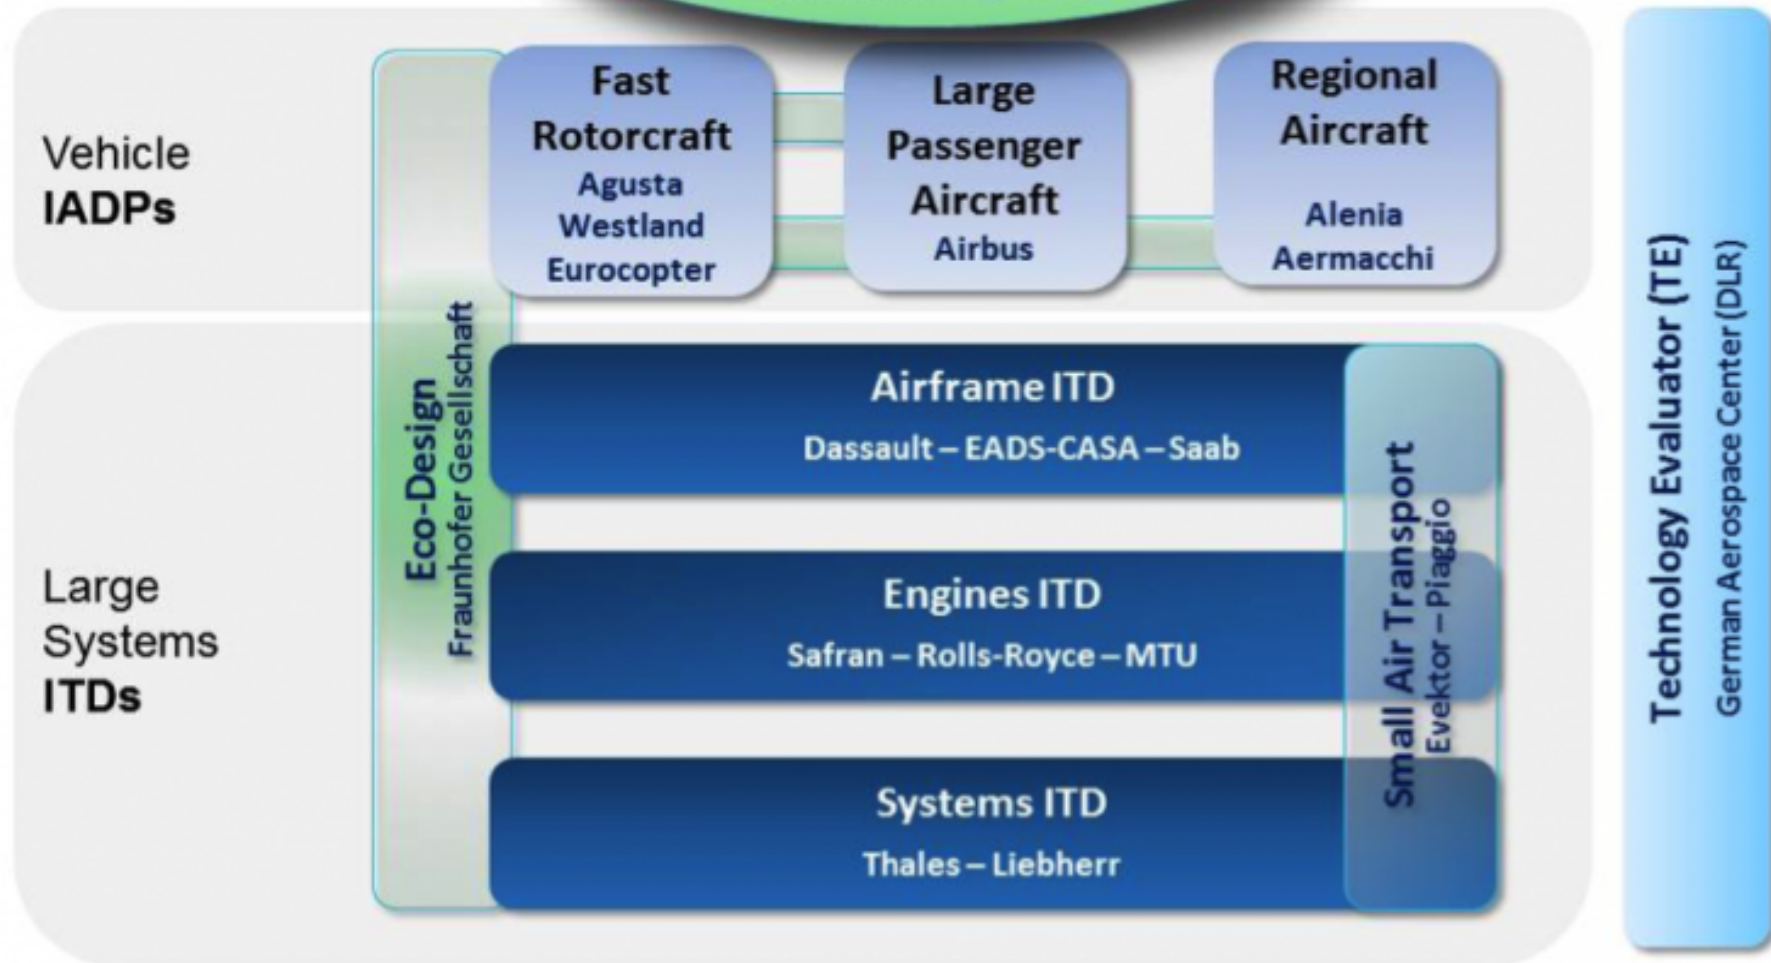 Vehicle
IADPs
Fast
Rotorcraft
Agusta
Westland
Eurocopter
Large
Passenger
Aircraft
Airbus
Regional
Aircraft
Alenia
Aermacchi
Large
Systems
ITDs
Eco-Design
Fraunhofer Gesellschaft
Airframe ITD
Dassault – EADS-CASA – Saab
Engines ITD
Safran – Rolls-Royce – MTU
Systems ITD
Thales – Liebherr
Small Air Transport
Evektor – Piaggio
Technology Evaluator (TE)
German Aerospace Center (DLR)